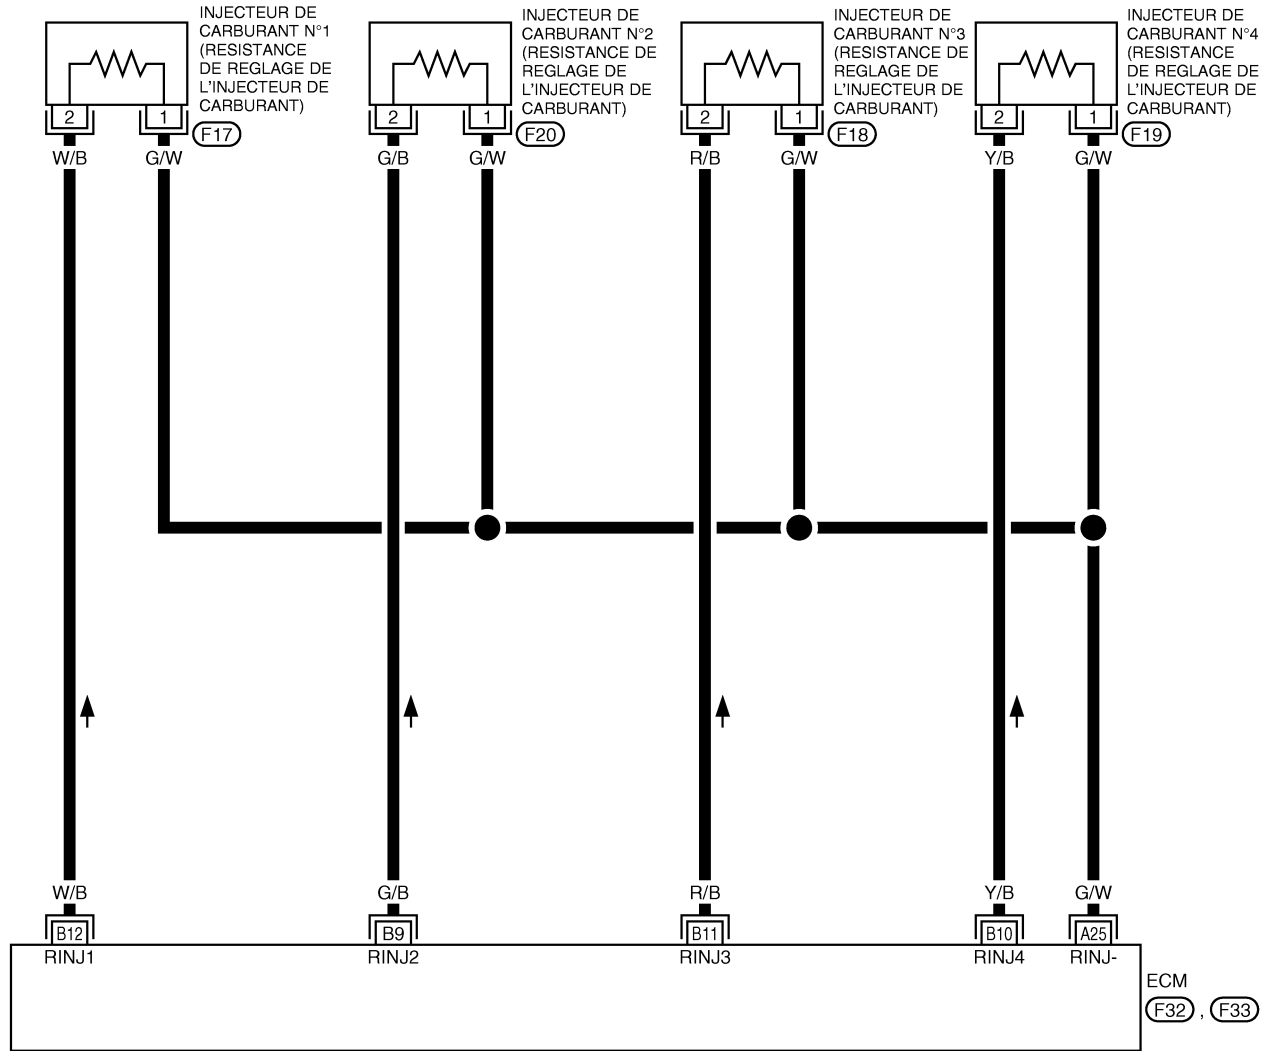 INJECTEUR DE
CARBURANT N°1
(RESISTANCE
DE REGLAGE DE
L'INJECTEUR DE
CARBURANT)
INJECTEUR DE
CARBURANT N°2
(RESISTANCE DE
REGLAGE DE
L'INJECTEUR DE
CARBURANT)
INJECTEUR DE
CARBURANT N°3
(RESISTANCE DE
REGLAGE DE
L'INJECTEUR DE
CARBURANT)
INJECTEUR DE
CARBURANT N°4
(RESISTANCE
DE REGLAGE DE
L'INJECTEUR DE
CARBURANT)
2 1 2 1 2 1 2 1
F17 F20 F18 F19
W/B G/W G/B G/W R/B G/W Y/B G/W
W/B G/B R/B Y/B G/W
B12 B9 B11 B10 A25
RINJ1 RINJ2 RINJ3 RINJ4 RINJ-
ECM
F32 , F33